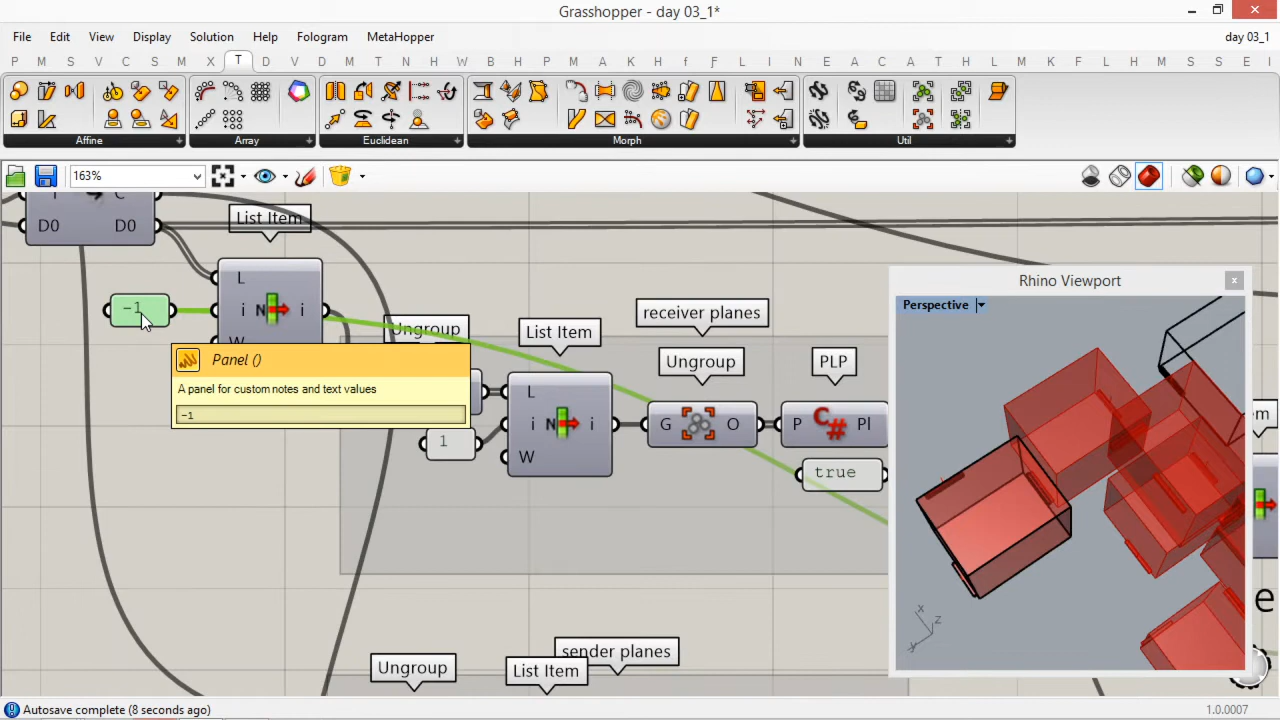 Grasshopper - day 03_1*
File Edit View Display Solution Help Fologram MetaHopper day 03_1
P M S V C S M X S T D V D M T N W B L P M A K H F L I N E A P M H K M X M V P M S S E I
Affine Array Euclidean Morph Util
163%
C
D0 D0
List Item
L
-1
i N i
W
Panel ()
A panel for custom notes and text values
-1
Ungroup
List Item
receiver planes
Ungroup
PLP
L
i N i
W
1
G O
P C# Pl
true
Rhino Viewport
Perspective
x
z
y
em
e
Ungroup
List Item
sender planes
Autosave complete (8 seconds ago)
1.0.0007